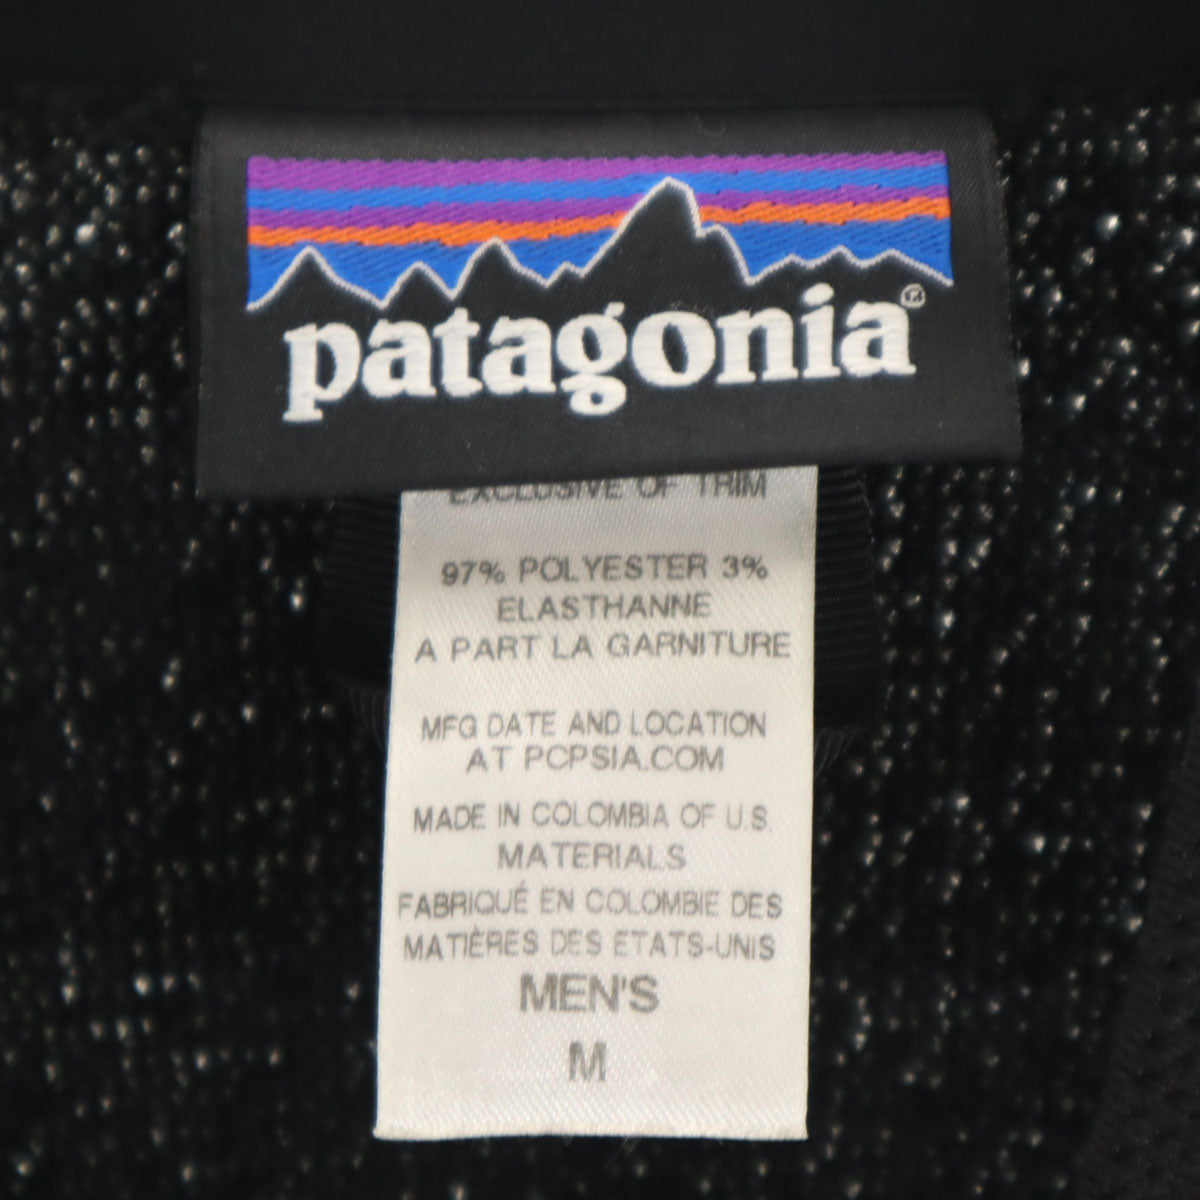 patagonia®
EXCLUSIVE OF TRIM
97% POLYESTER 3%
ELASTHANNE
A PART LA GARNITURE
MFG DATE AND LOCATION
AT PCPSIA.COM
MADE IN COLOMBIA OF U.S.
MATERIALS
FABRIQUÉ EN COLOMBIE DES
MATIÈRES DES ETATS-UNIS
MEN'S
M